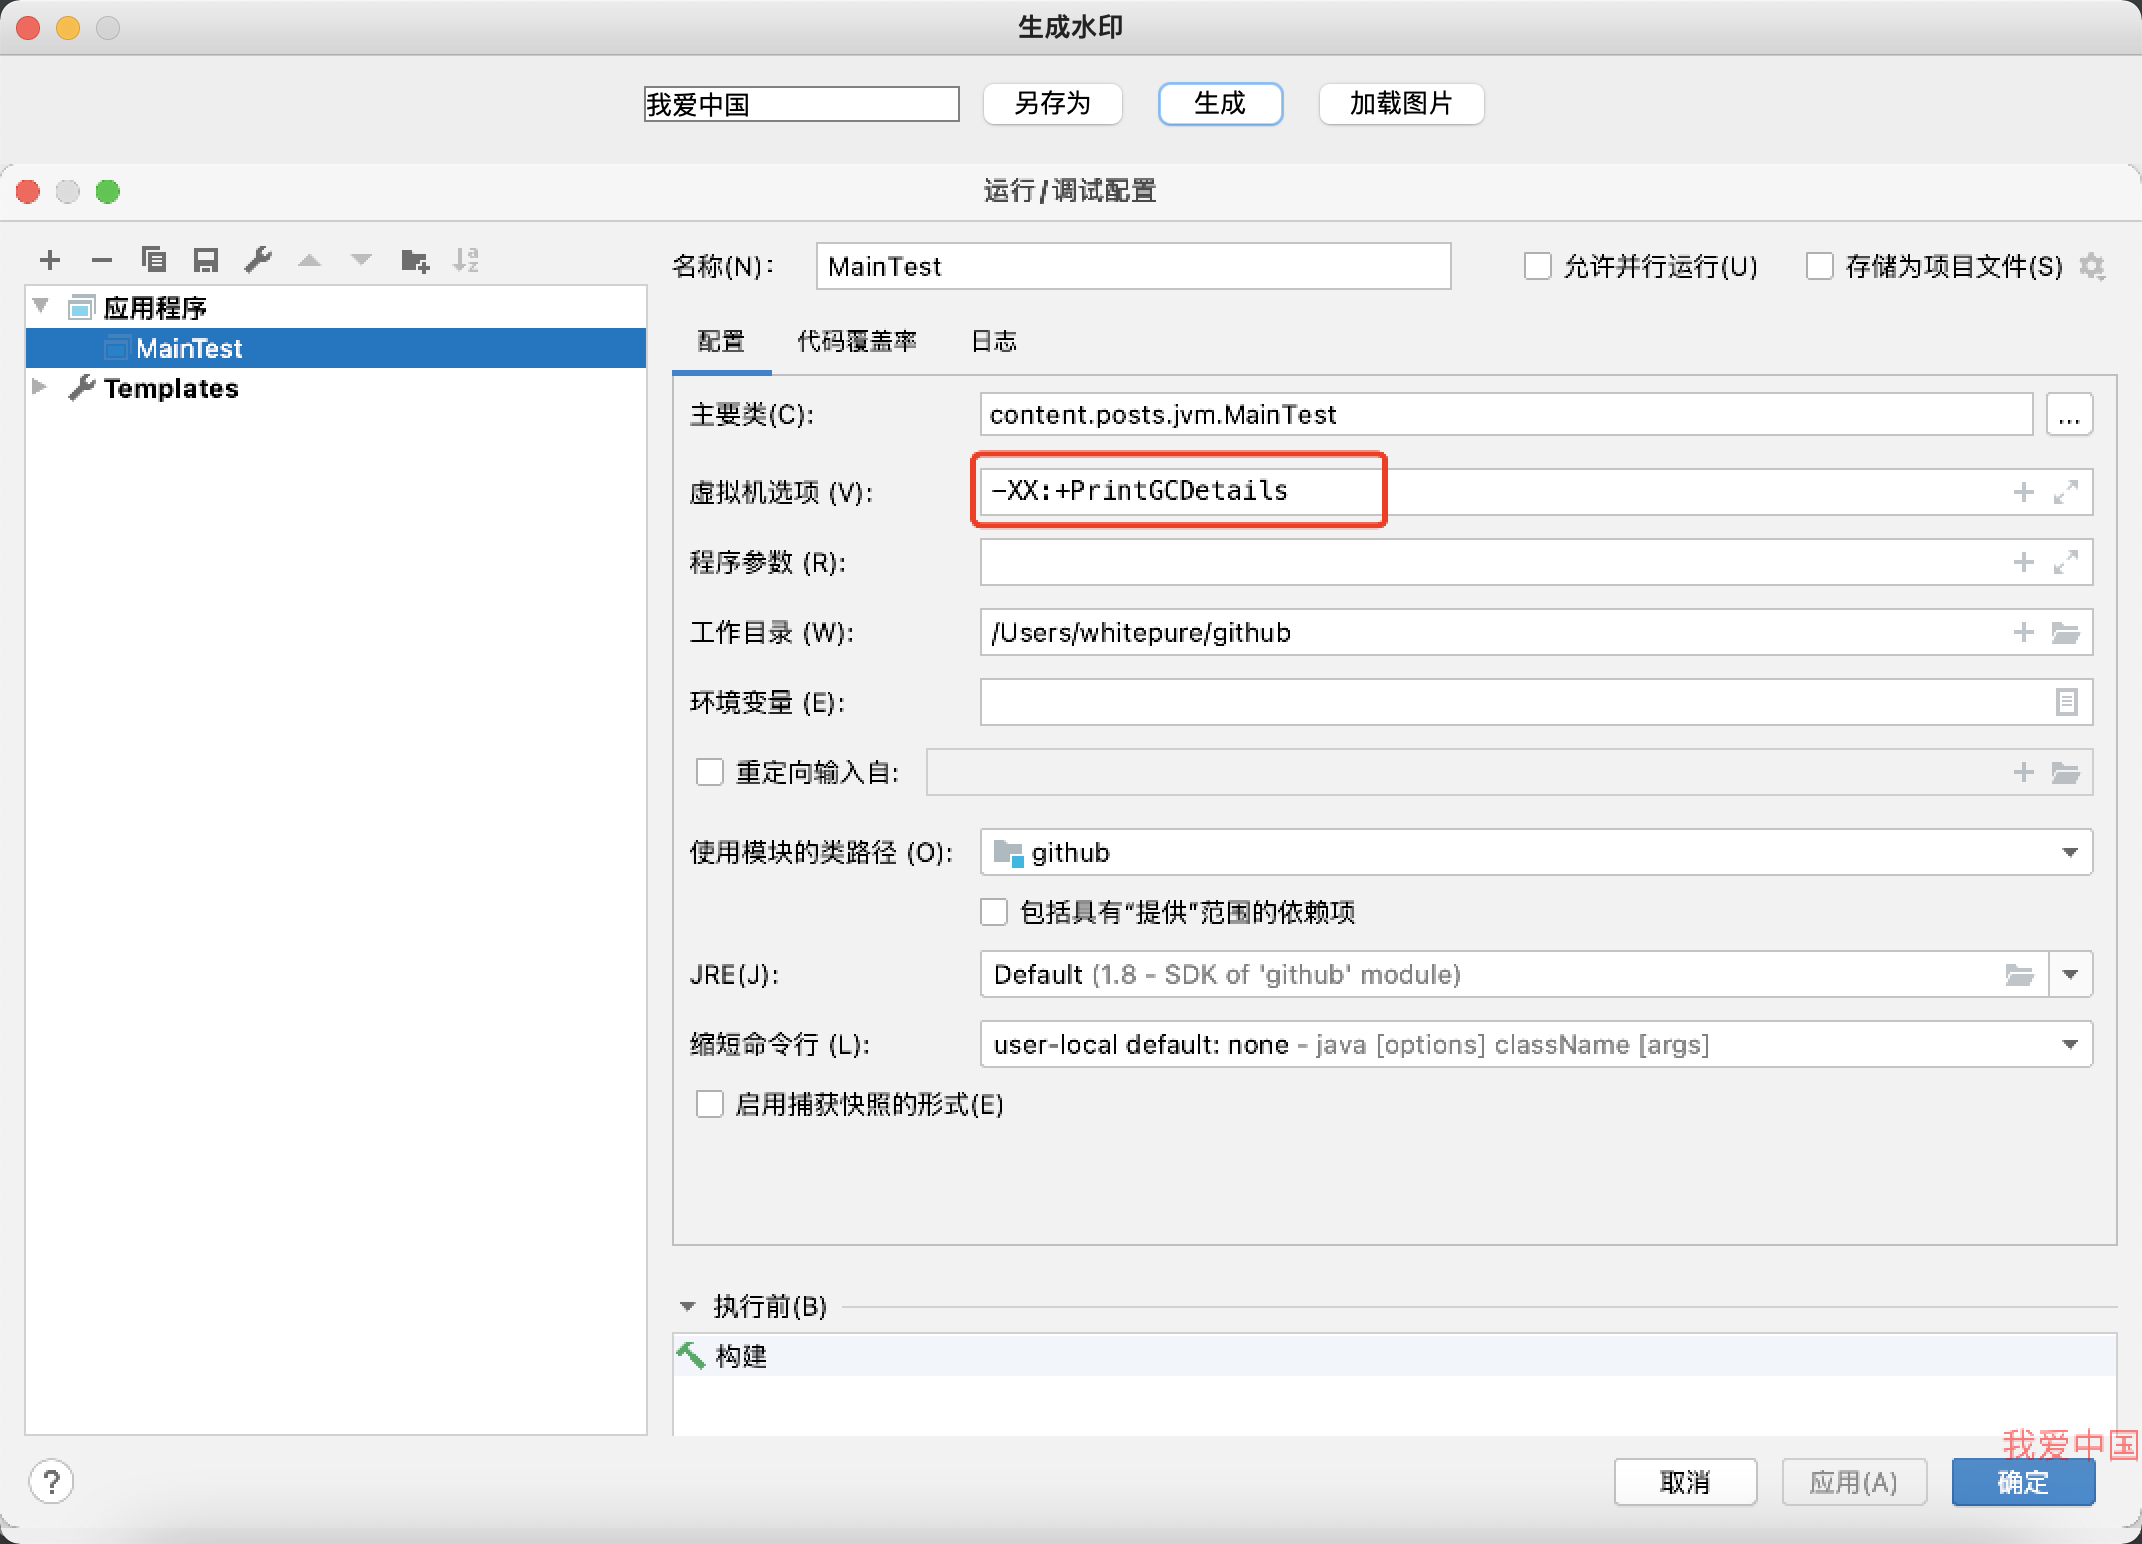 生成水印
我爱中国 另存为 生成 加载图片
运行/调试配置
名称(N): MainTest 允许并行运行(U) 存储为项目文件(S)
应用程序
MainTest
Templates
配置 代码覆盖率 日志
主要类(C): content.posts.jvm.MainTest ...
虚拟机选项 (V): -XX:+PrintGCDetails
程序参数 (R):
工作目录 (W): /Users/whitepure/github
环境变量 (E):
重定向输入自:
使用模块的类路径 (O): github
包括具有“提供”范围的依赖项
JRE(J): Default (1.8 - SDK of 'github' module)
缩短命令行 (L): user-local default: none - java [options] className [args]
启用捕获快照的形式(E)
执行前(B)
构建
我爱中国
? 取消 应用(A) 确定